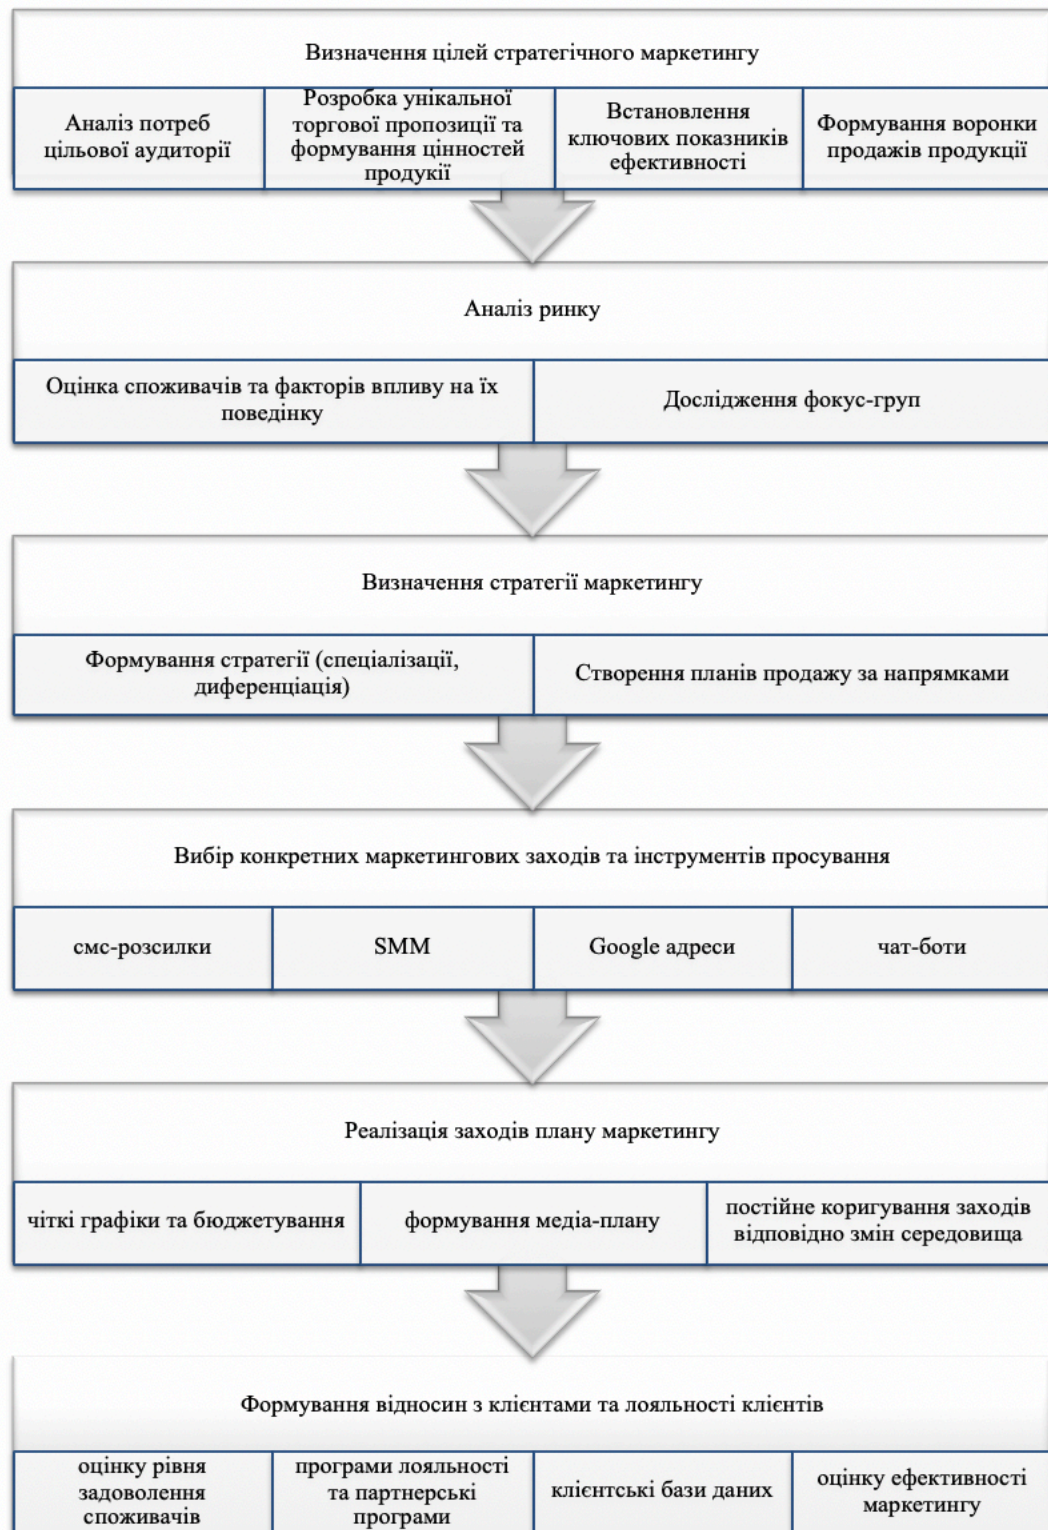 Визначення цілей стратегічного маркетингу
Аналіз потреб
цільової аудиторії
Розробка унікальної
торгової пропозиції та
формування цінностей
продукії
Встановлення
ключових показників
ефективності
Формування воронки
продажів продукції
Аналіз ринку
Оцінка споживачів та факторів впливу на їх
поведінку
Дослідження фокус-груп
Визначення стратегії маркетингу
Формування стратегії (спеціалізації,
диференціація)
Створення планів продажу за напрямками
Вибір конкретних маркетингових заходів та інструментів просування
смс-розсилки
SMM
Google адреси
чат-боти
Реалізація заходів плану маркетингу
чіткі графіки та бюджетування
формування медіа-плану
постійне коригування заходів
відповідно змін середовища
Формування відносин з клієнтами та лояльності клієнтів
оцінку рівня
задоволення
споживачів
програми лояльності
та партнерські
програми
клієнтські бази даних
оцінку ефективності
маркетингу